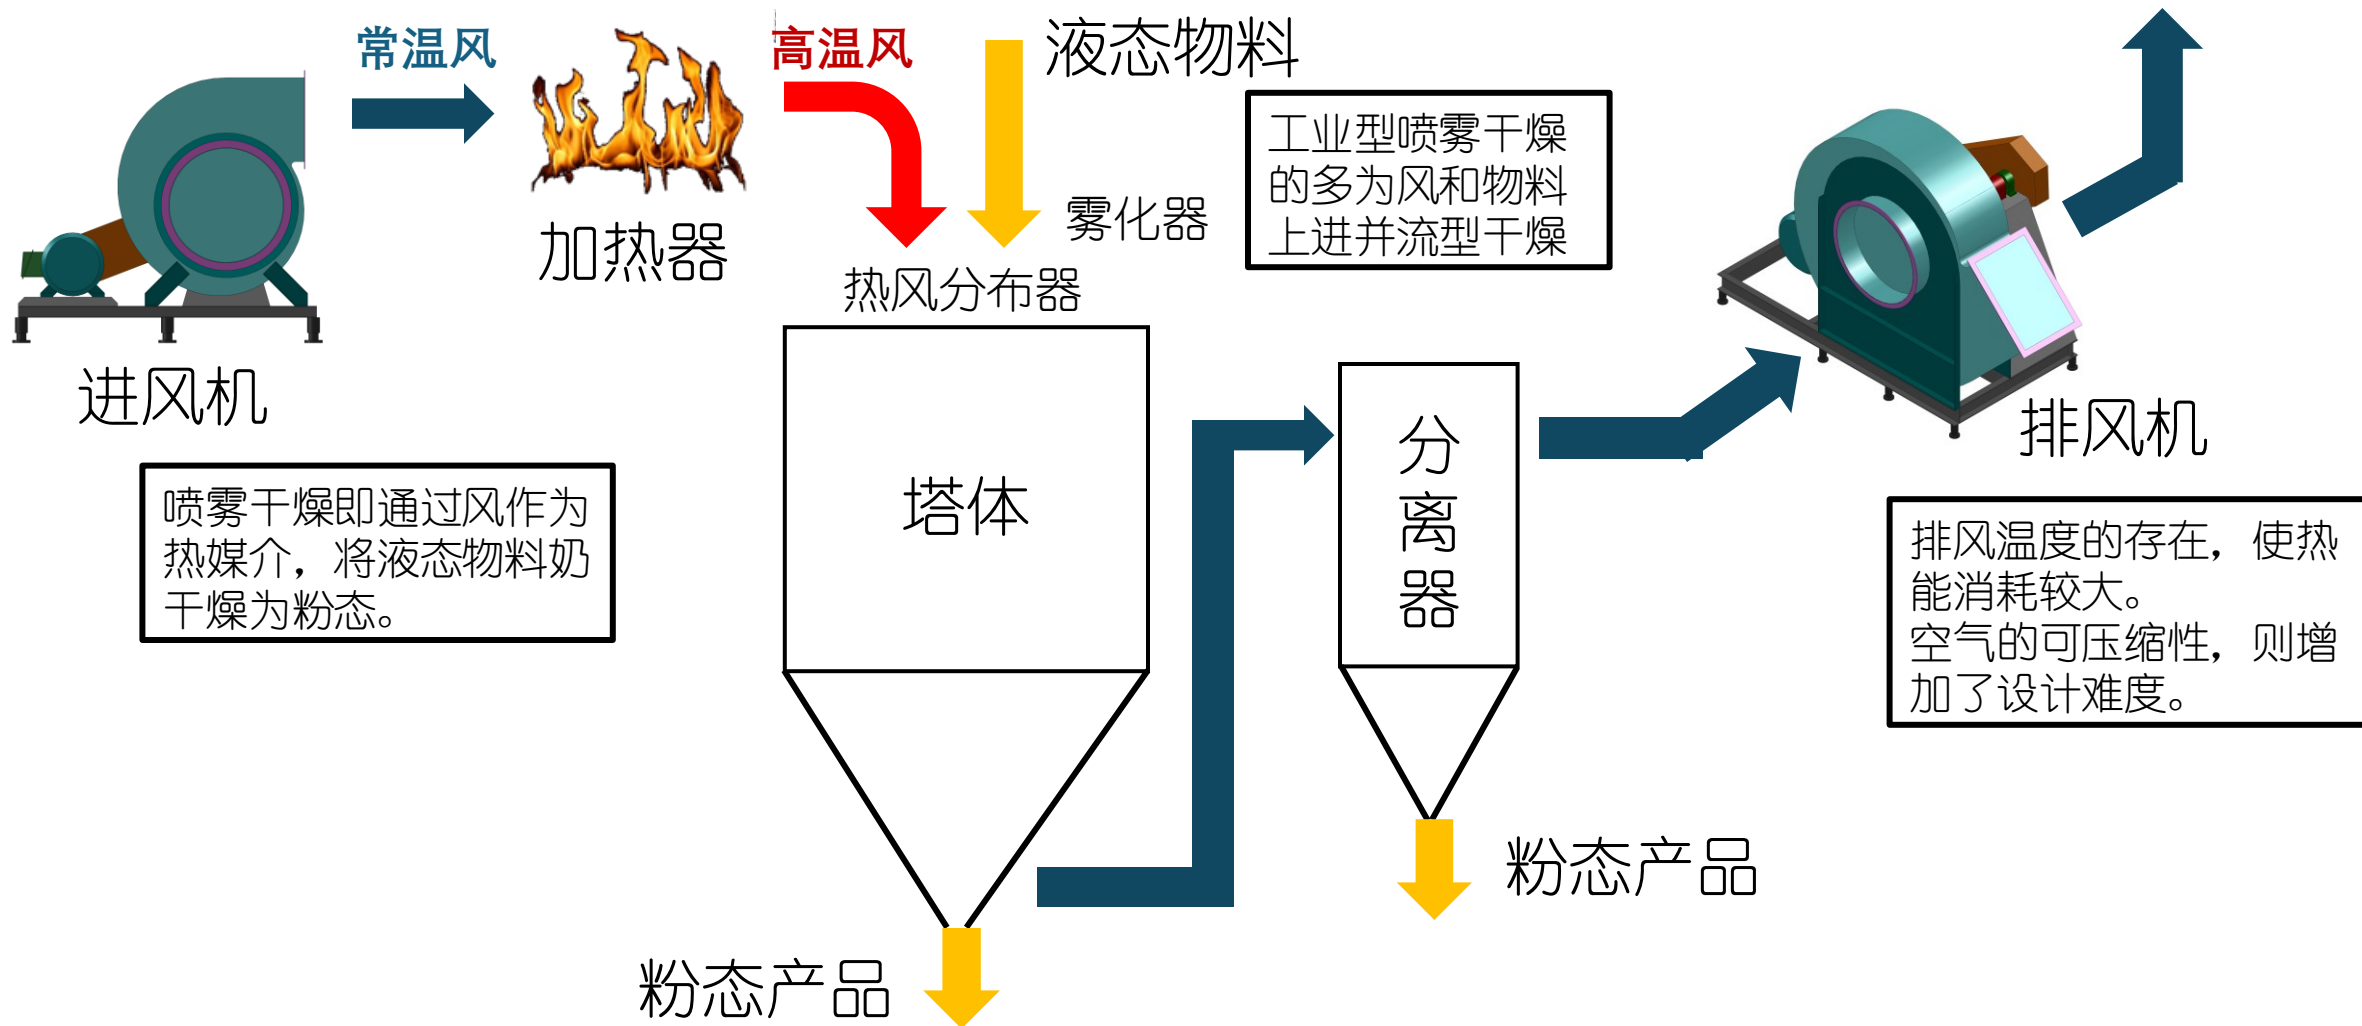 常温风
高温风
液态物料
工业型喷雾干燥
的多为风和物料
上进并流型干燥
雾化器
加热器
热风分布器
进风机
塔体
分
离
器
排风机
喷雾干燥即通过风作为
热媒介，将液态物料奶
干燥为粉态。
排风温度的存在，使热
能消耗较大。
空气的可压缩性，则增
加了设计难度。
粉态产品
粉态产品